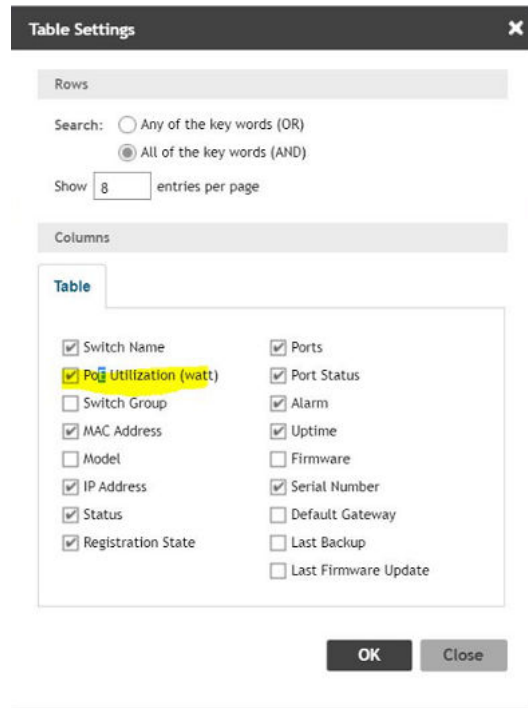 Table Settings
Rows
Search: Any of the key words (OR)
All of the key words (AND)
Show 8 entries per page
Columns
Table
Switch Name
PoE Utilization (watt)
Switch Group
MAC Address
Model
IP Address
Status
Registration State
Ports
Port Status
Alarm
Uptime
Firmware
Serial Number
Default Gateway
Last Backup
Last Firmware Update
OK Close